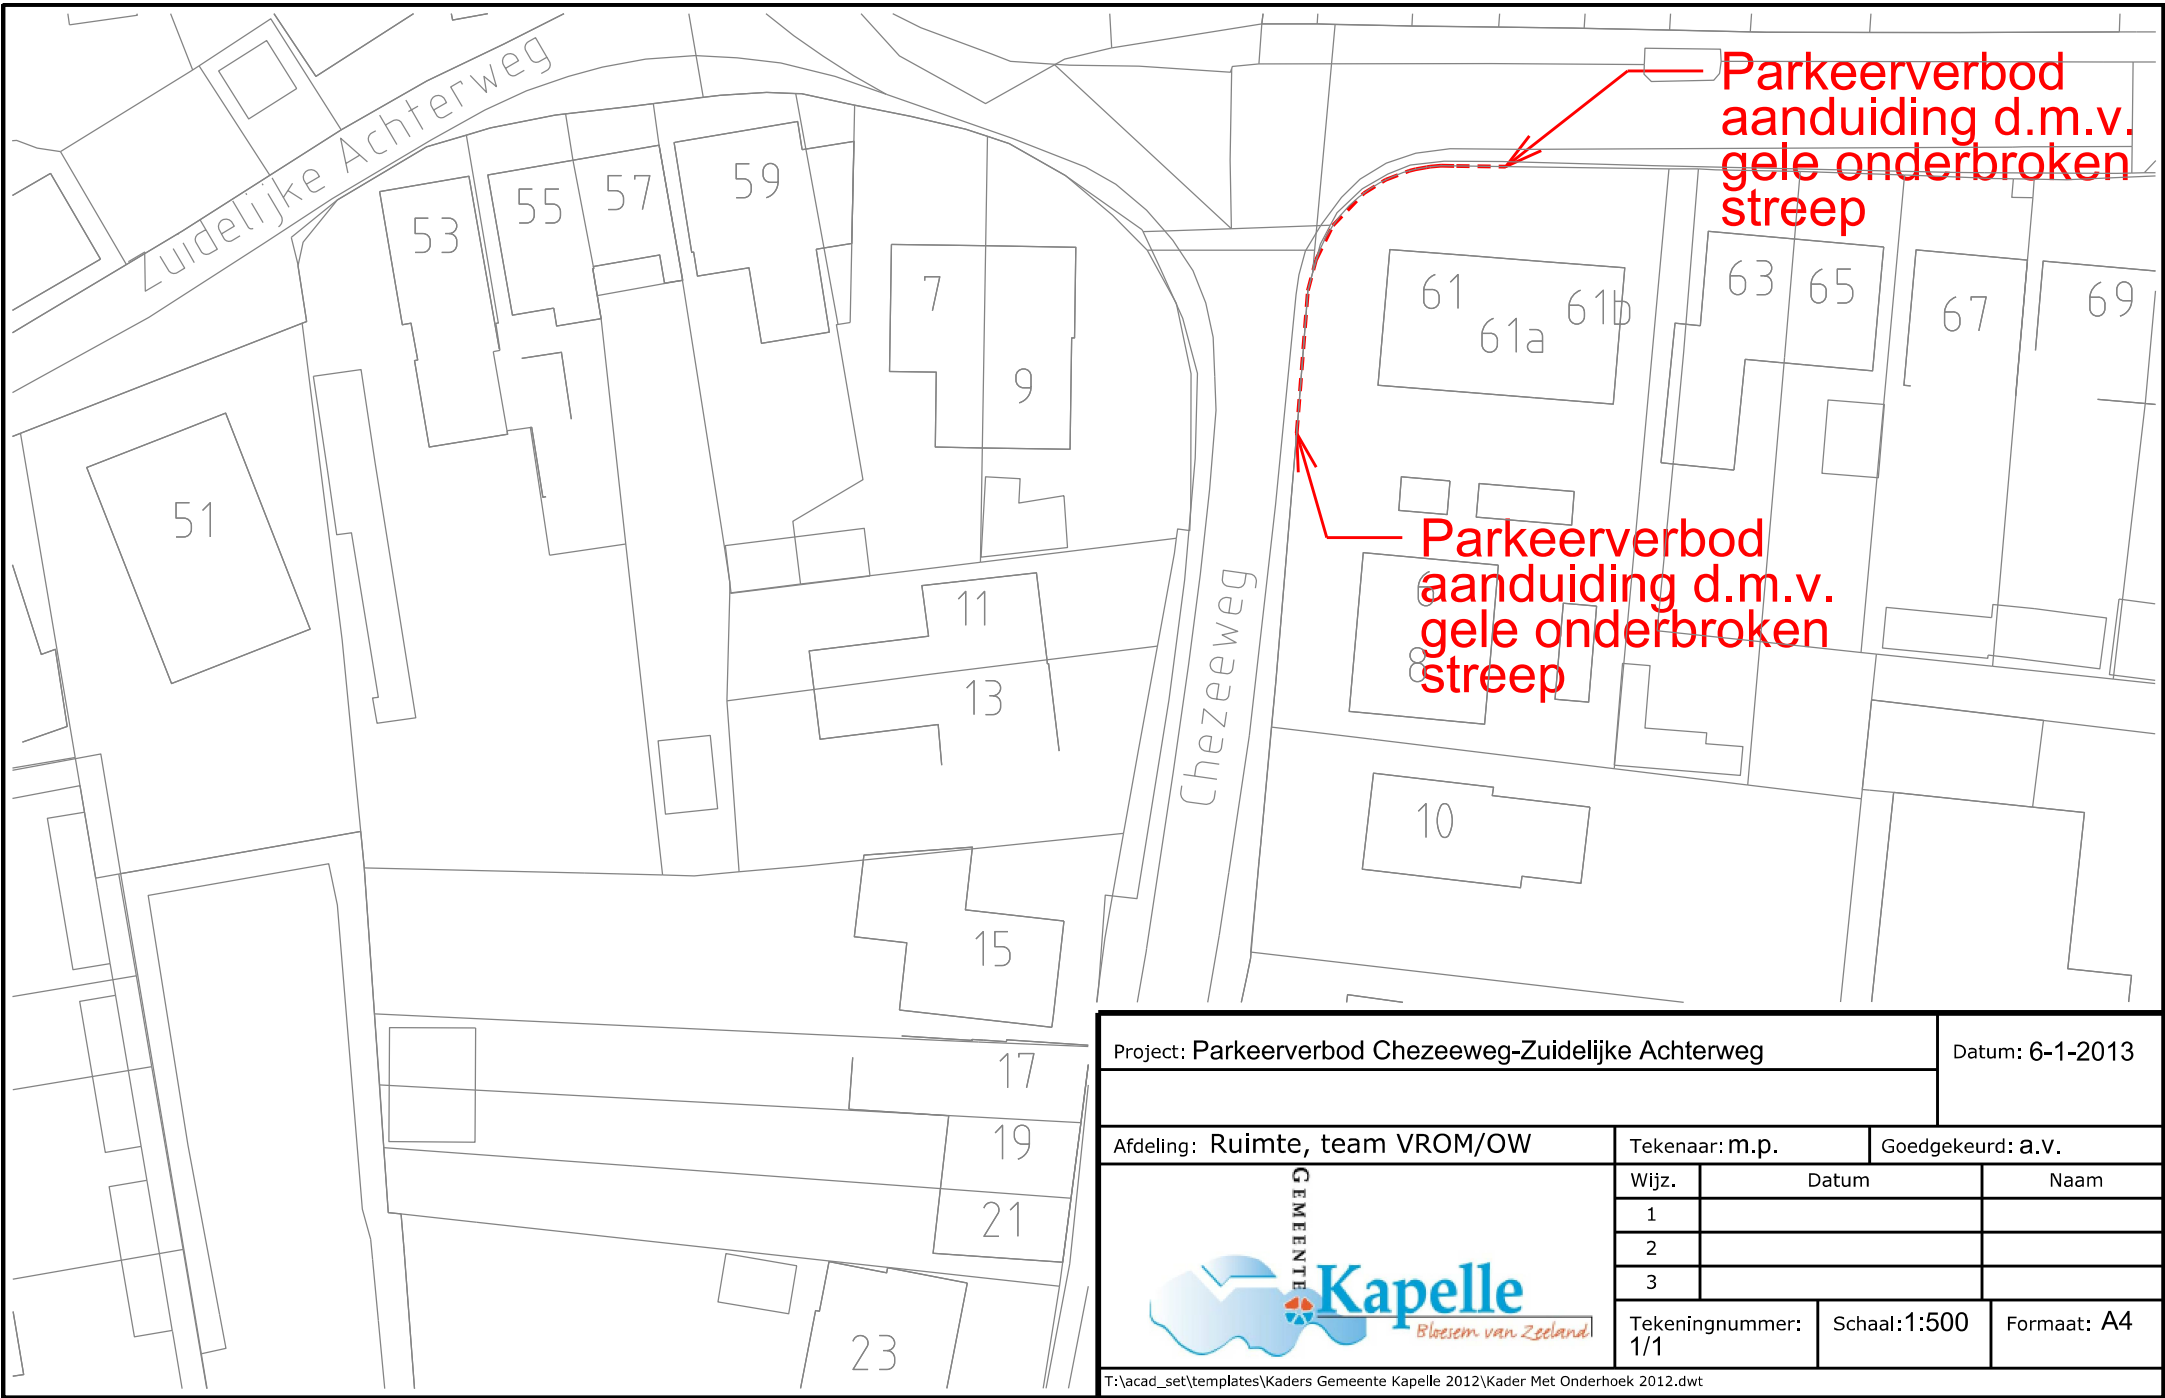 Zuidelijke Achterweg
Parkeerverbod
aanduiding d.m.v.
gele onderbroken
streep
53
55
57
59
7
9
61
61a
61b
63
65
67
69
51
Parkeerverbod
aanduiding d.m.v.
gele onderbroken
streep
6
8
Chezeeweg
11
13
10
15
17
19
21
23
Project: Parkeerverbod Chezeeweg-Zuidelijke Achterweg
Datum: 6-1-2013
Afdeling: Ruimte, team VROM/OW
Tekenaar: m.p.
Goedgekeurd: a.v.
Wijz. Datum Naam
1
2
3
GEMEENTE
Kapelle
Bloesem van Zeeland
Tekeningnummer:
1/1
Schaal: 1:500
Formaat: A4
T:\acad_set\templates\Kaders Gemeente Kapelle 2012\Kader Met Onderhoek 2012.dwt